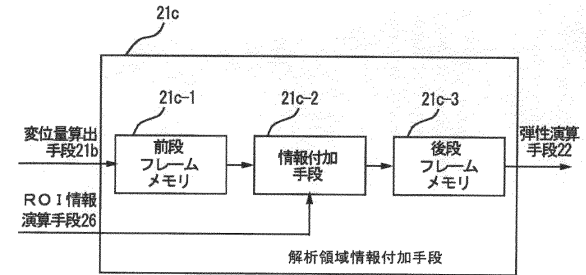 21c
21c-1
21c-2
21c-3
変位量算出
手段21b
前段
フレーム
メモリ
情報付加
手段
後段
フレーム
メモリ
弾性演算
手段22
ＲＯＩ情報
演算手段26
解析領域情報付加手段